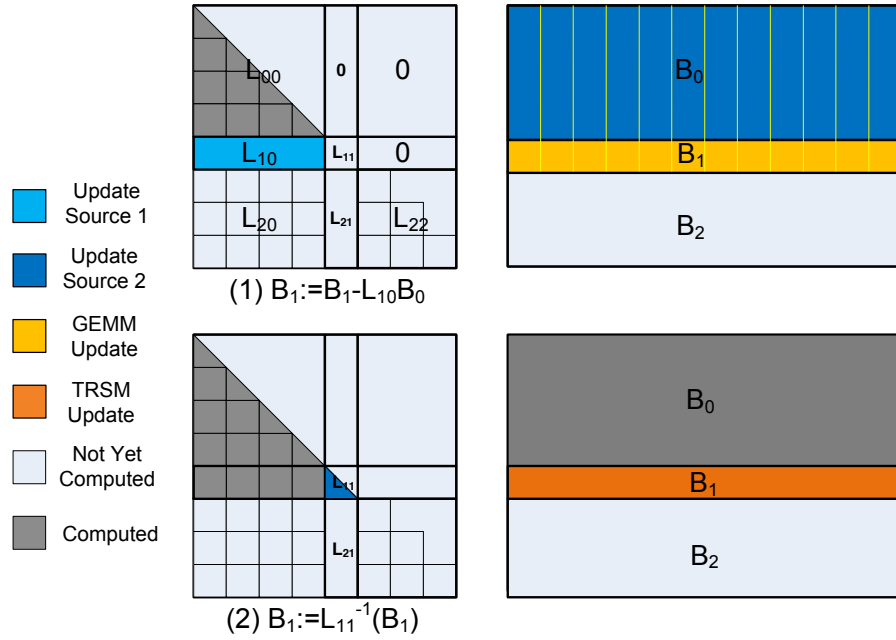 L₀₀
0
0
B₀
L₁₀
L₁₁
0
B₁
L₂₀
L₂₁
L₂₂
B₂
(1) B₁:=B₁-L₁₀B₀
Update
Source 1
Update
Source 2
GEMM
Update
TRSM
Update
Not Yet
Computed
Computed
B₀
L₁₁
B₁
L₂₁
B₂
(2) B₁:=L₁₁⁻¹(B₁)